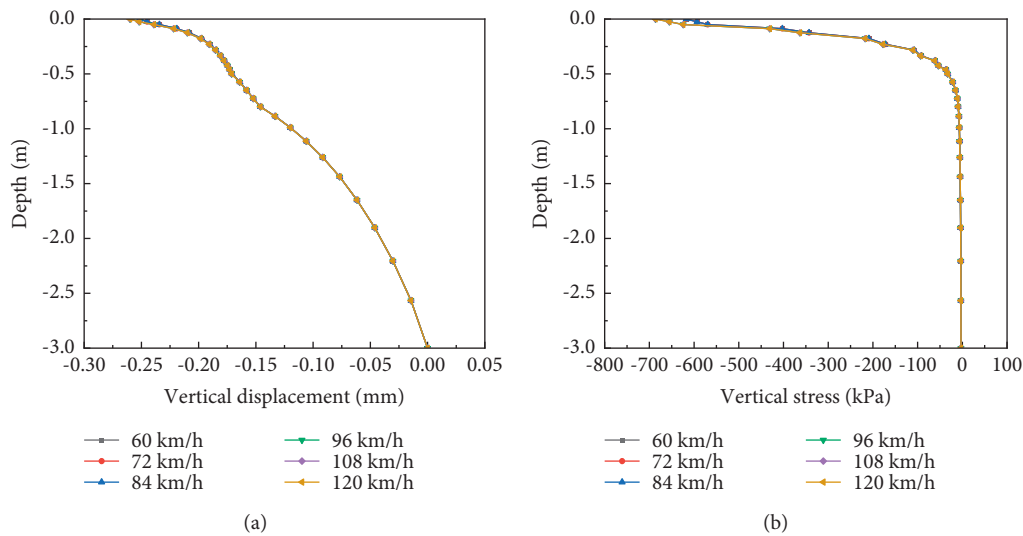 0.0
-0.5
-1.0
-1.5
-2.0
-2.5
-3.0
Depth (m)
-0.30 -0.25 -0.20 -0.15 -0.10 -0.05 0.00 0.05
Vertical displacement (mm)
60 km/h 96 km/h
72 km/h 108 km/h
84 km/h 120 km/h
(a)
0.0
-0.5
-1.0
-1.5
-2.0
-2.5
-3.0
Depth (m)
-800 -700 -600 -500 -400 -300 -200 -100 0 100
Vertical stress (kPa)
60 km/h 96 km/h
72 km/h 108 km/h
84 km/h 120 km/h
(b)